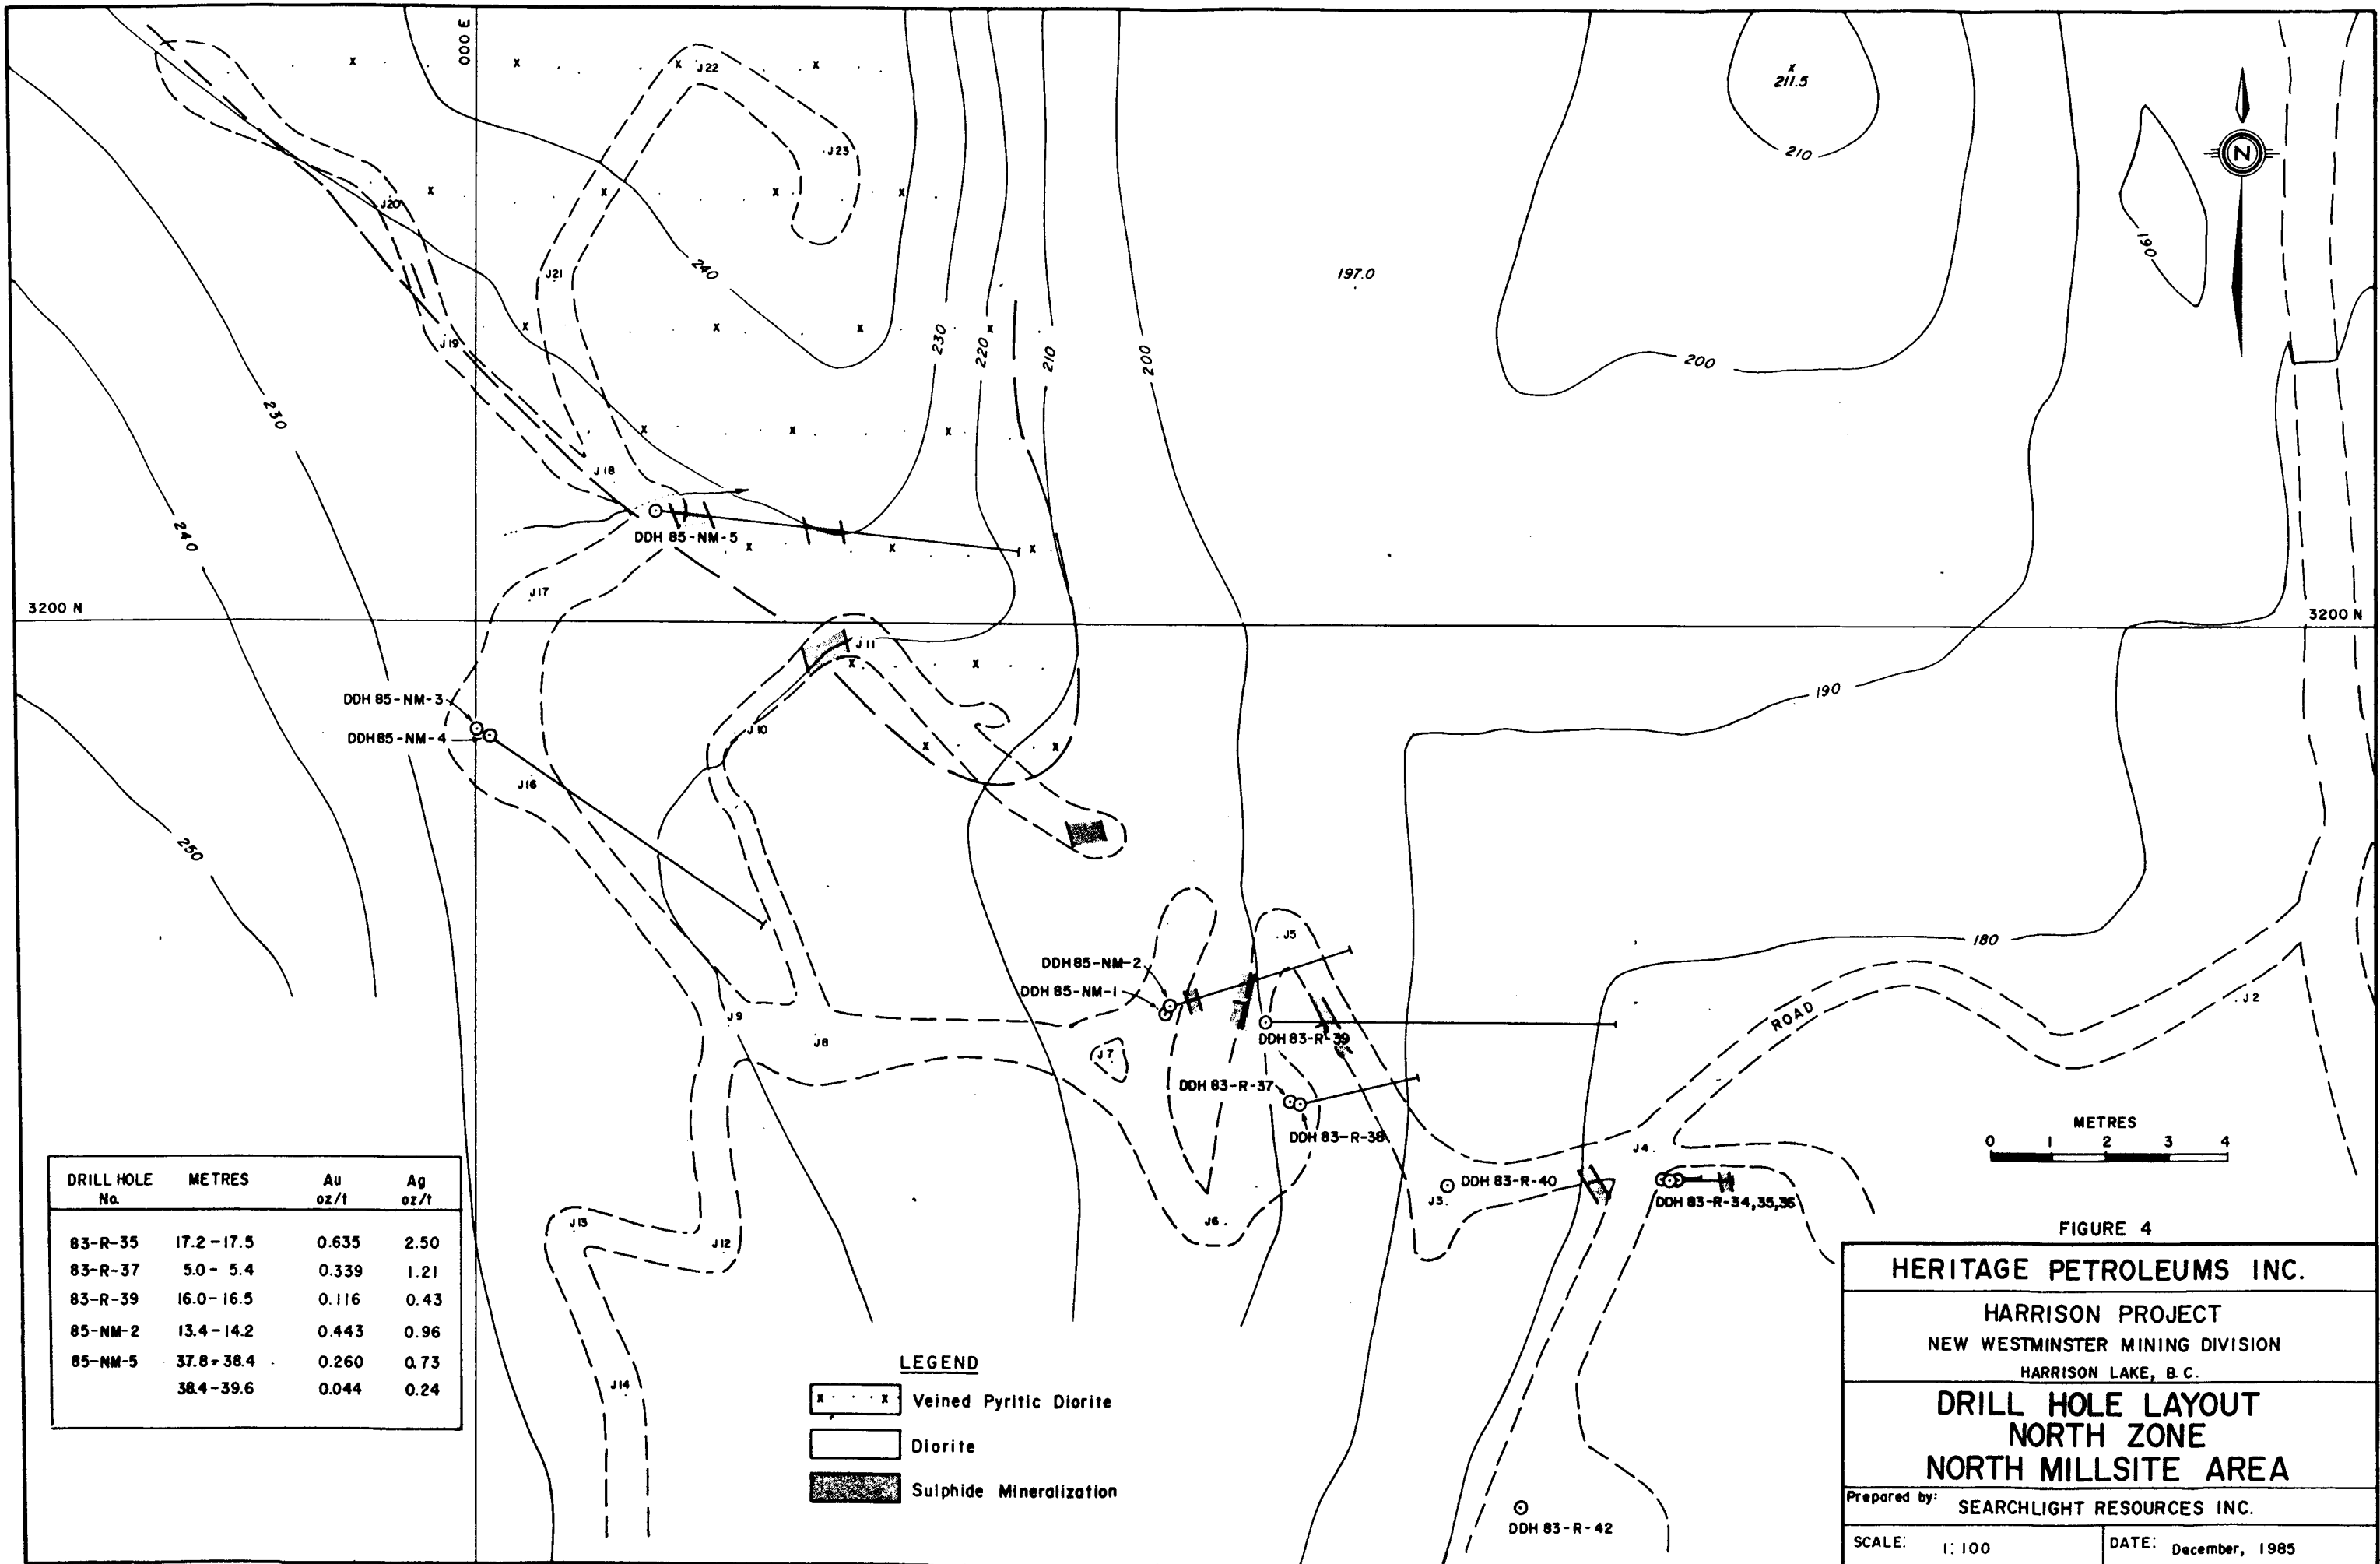 000 E
J22
211.5
210
J23
J20
190
N
J21
240
197.0
J19
230
220
210
200
200
230
J18
DDH 85-NM-5
240
J17
3200 N
3200 N
J11
DDH 85-NM-3
190
J10
DDH85-NM-4
J16
250
J5
180
DDH85-NM-2
DDH 85-NM-1
J2
J9
ROAD
J8
DDH 83-R-39
J7
DDH 83-R-37
METRES
0 1 2 3 4
DDH 83-R-38
J4
DDH 83-R-40
J3
DDH 83-R-34,35,36
J6
J13
J12
J14
DDH 83-R-42
DRILL HOLE No. METRES Au oz/t Ag oz/t
83-R-35 17.2-17.5 0.635 2.50
83-R-37 5.0- 5.4 0.339 1.21
83-R-39 16.0-16.5 0.116 0.43
85-NM-2 13.4-14.2 0.443 0.96
85-NM-5 37.8-38.4 0.260 0.73
38.4-39.6 0.044 0.24
LEGEND
x x Veined Pyritic Diorite
Diorite
Sulphide Mineralization
FIGURE 4
HERITAGE PETROLEUMS INC.
HARRISON PROJECT
NEW WESTMINSTER MINING DIVISION
HARRISON LAKE, B.C.
DRILL HOLE LAYOUT
NORTH ZONE
NORTH MILLSITE AREA
Prepared by: SEARCHLIGHT RESOURCES INC.
SCALE: 1:100 DATE: December, 1985